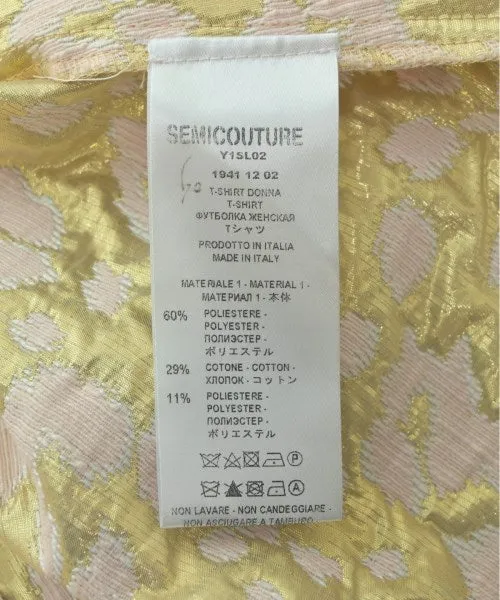 SEMICOUTURE
Y1SL02
1941 12 02
T-SHIRT DONNA
T-SHIRT
ФУТБОЛКА ЖЕНСКАЯ
Tシャツ
PRODOTTO IN ITALIA
MADE IN ITALY
MATERIALE 1 - MATERIAL 1 -
МАТЕРИАЛ 1 - 本体
60% POLIESTERE -
POLYESTER -
ПОЛИЭСТЕР -
ポリエステル
29% COTONE - COTTON -
ХЛОПОК - コットン
11% POLIESTERE -
POLYESTER -
ПОЛИЭСТЕР -
ポリエステル
P
A
NON LAVARE - NON CANDEGGIARE -
NON ASCIUGARE A TAMBURO